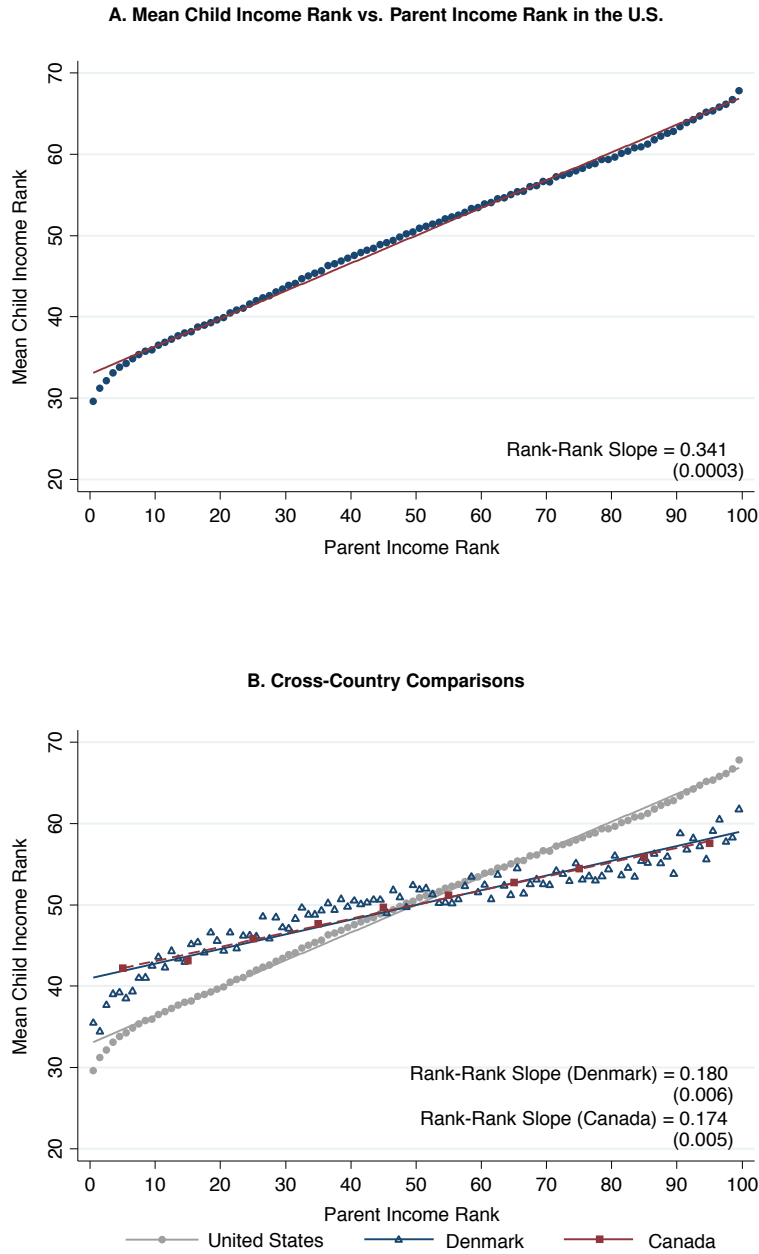 A. Mean Child Income Rank vs. Parent Income Rank in the U.S.
Mean Child Income Rank
70
60
50
40
30
20
Rank-Rank Slope = 0.341
(0.0003)
0 10 20 30 40 50 60 70 80 90 100
Parent Income Rank
B. Cross-Country Comparisons
Mean Child Income Rank
70
60
50
40
30
20
Rank-Rank Slope (Denmark) = 0.180
(0.006)
Rank-Rank Slope (Canada) = 0.174
(0.005)
0 10 20 30 40 50 60 70 80 90 100
Parent Income Rank
United States Denmark Canada